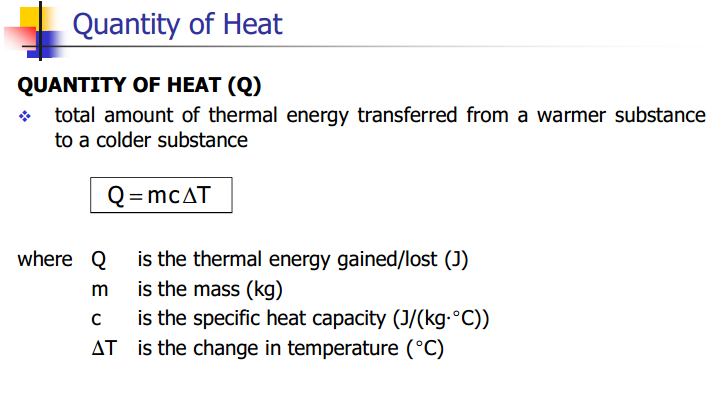 Quantity of Heat
QUANTITY OF HEAT (Q)
❖ total amount of thermal energy transferred from a warmer substance
to a colder substance
Q = mcΔT
where Q is the thermal energy gained/lost (J)
m is the mass (kg)
c is the specific heat capacity (J/(kg·°C))
ΔT is the change in temperature (°C)